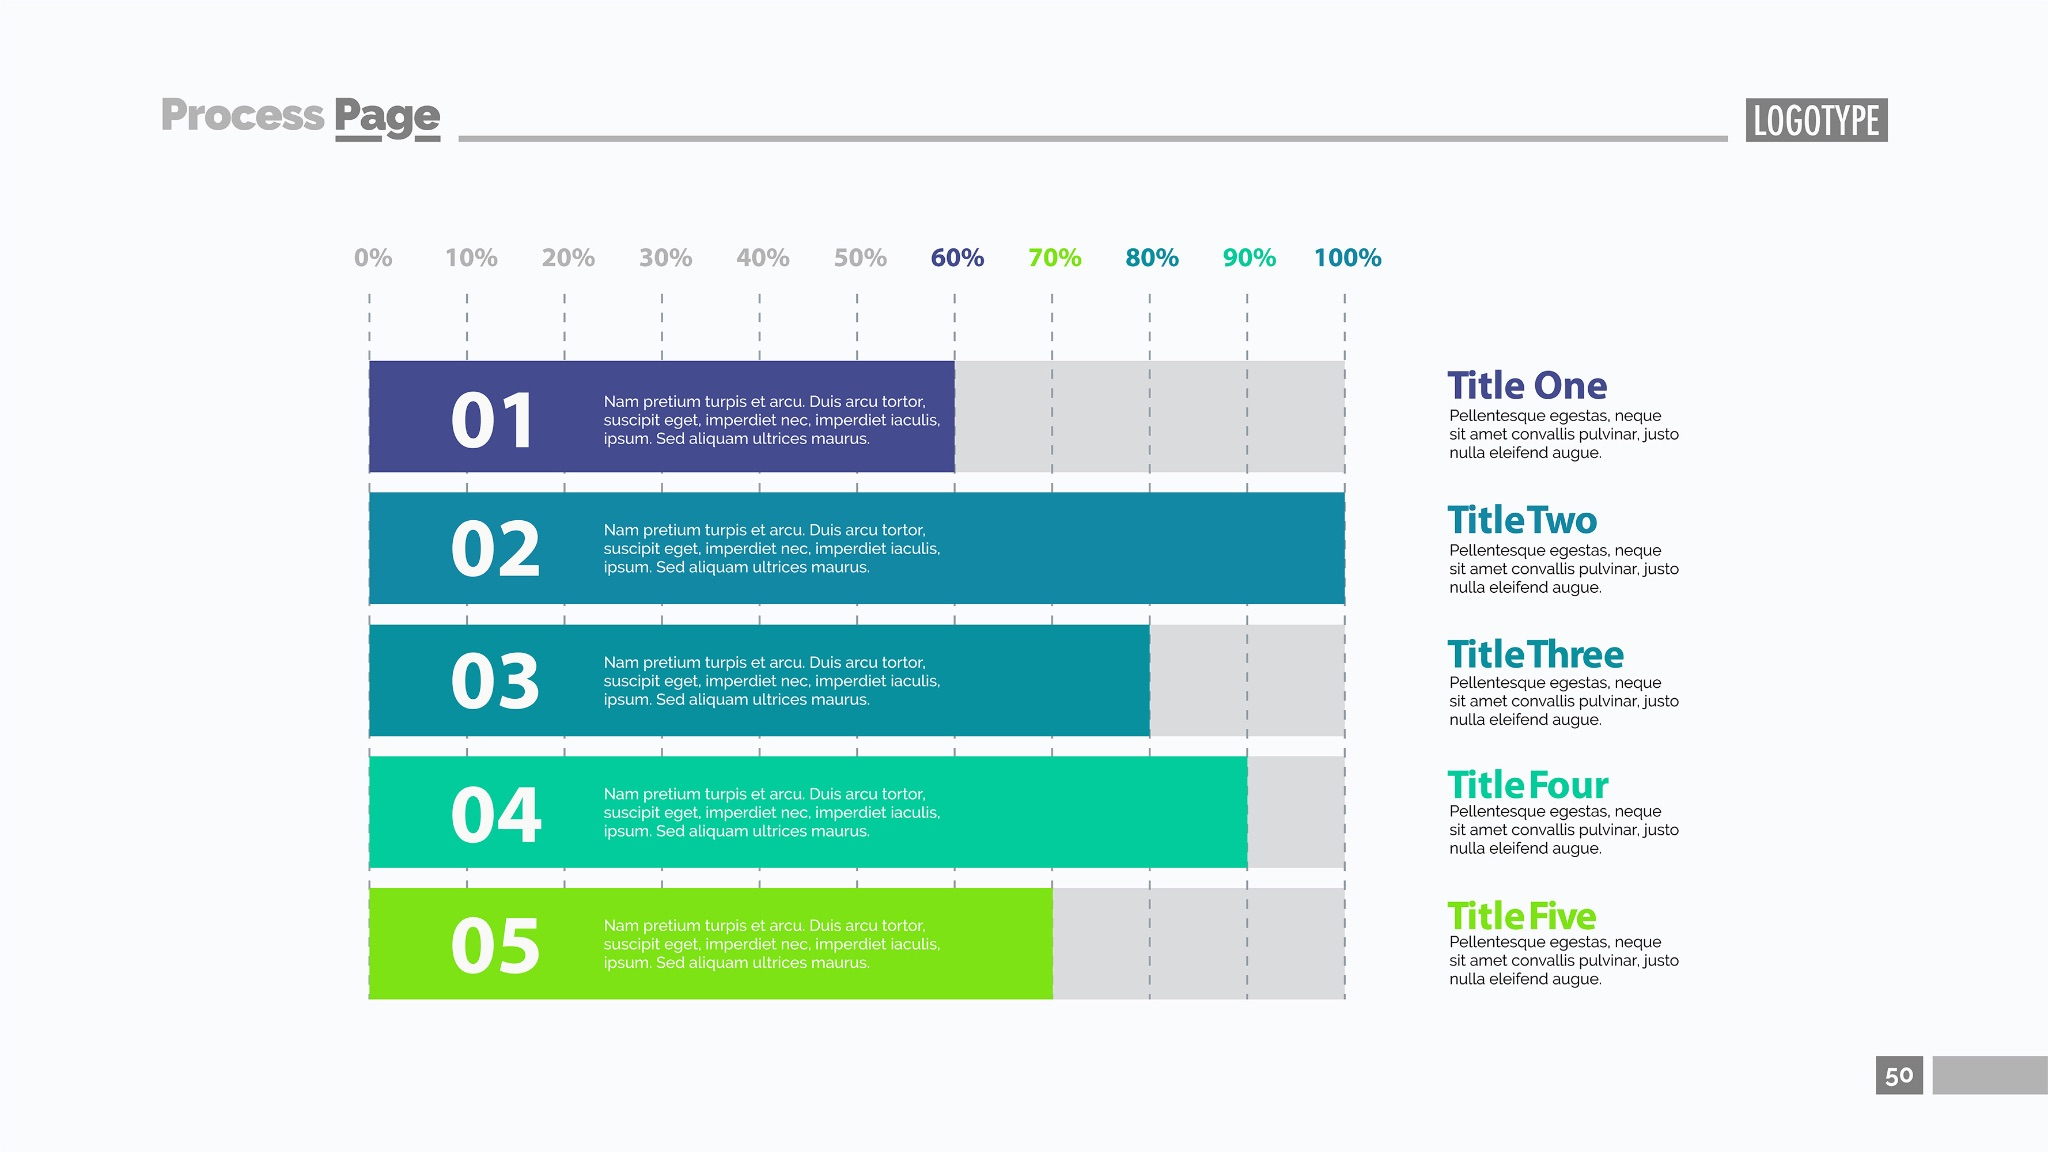 Process Page
LOGOTYPE
0% 10% 20% 30% 40% 50% 60% 70% 80% 90% 100%
01
Nam pretium turpis et arcu. Duis arcu tortor,
suscipit eget, imperdiet nec, imperdiet iaculis,
ipsum. Sed aliquam ultrices maurus.
Title One
Pellentesque egestas, neque
sit amet convallis pulvinar, justo
nulla eleifend augue.
02
Nam pretium turpis et arcu. Duis arcu tortor,
suscipit eget, imperdiet nec, imperdiet iaculis,
ipsum. Sed aliquam ultrices maurus.
Title Two
Pellentesque egestas, neque
sit amet convallis pulvinar, justo
nulla eleifend augue.
03
Nam pretium turpis et arcu. Duis arcu tortor,
suscipit eget, imperdiet nec, imperdiet iaculis,
ipsum. Sed aliquam ultrices maurus.
Title Three
Pellentesque egestas, neque
sit amet convallis pulvinar, justo
nulla eleifend augue.
04
Nam pretium turpis et arcu. Duis arcu tortor,
suscipit eget, imperdiet nec, imperdiet iaculis,
ipsum. Sed aliquam ultrices maurus.
Title Four
Pellentesque egestas, neque
sit amet convallis pulvinar, justo
nulla eleifend augue.
05
Nam pretium turpis et arcu. Duis arcu tortor,
suscipit eget, imperdiet nec, imperdiet iaculis,
ipsum. Sed aliquam ultrices maurus.
Title Five
Pellentesque egestas, neque
sit amet convallis pulvinar, justo
nulla eleifend augue.
50